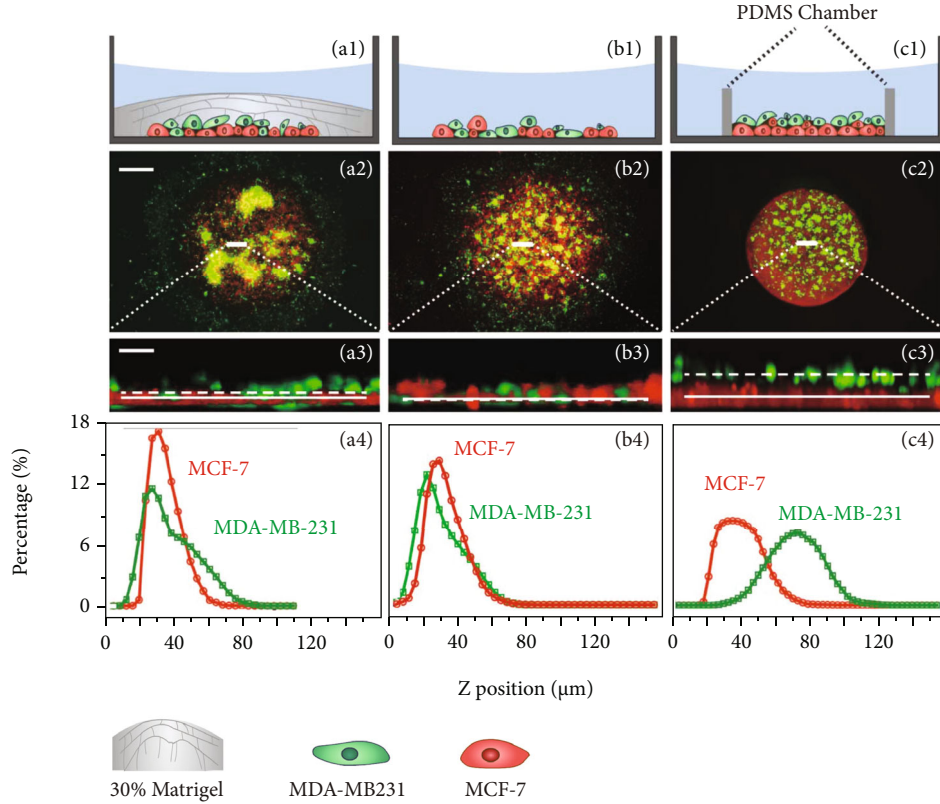 PDMS Chamber
(a1)
(b1)
(c1)
(a2)
(b2)
(c2)
(a3)
(b3)
(c3)
18
12
6
0
Percentage (%)
(a4)
MCF-7
MDA-MB-231
0 40 80 120
(b4)
MCF-7
MDA-MB-231
0 40 80 120
(c4)
MCF-7
MDA-MB-231
0 40 80 120
Z position (μm)
30% Matrigel
MDA-MB231
MCF-7